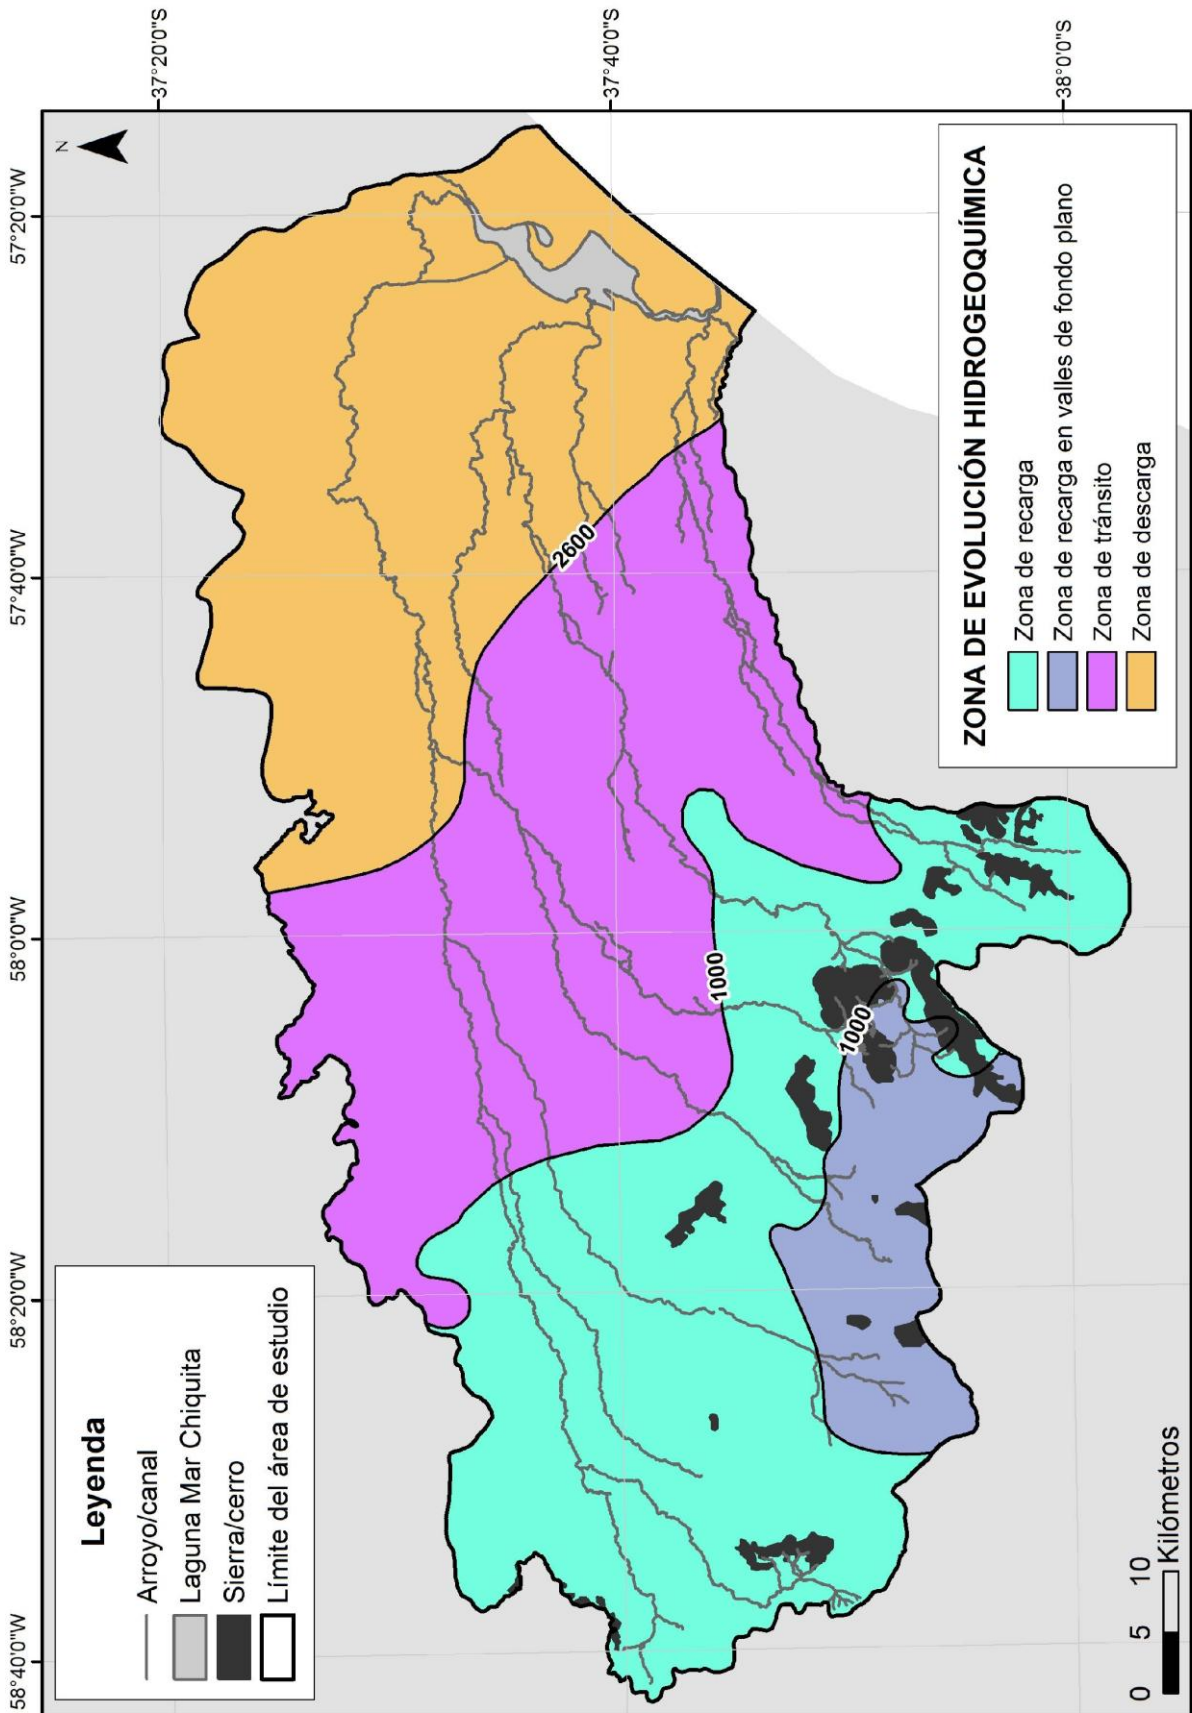 58°40'0"W
58°20'0"W
58°0'0"W
57°40'0"W
57°20'0"W
37°20'0"S
37°40'0"S
38°0'0"S
N
Leyenda
Arroyo/canal
Laguna Mar Chiquita
Sierra/cerro
Límite del área de estudio
2600
1000
1000
ZONA DE EVOLUCIÓN HIDROGEOQUÍMICA
Zona de recarga
Zona de recarga en valles de fondo plano
Zona de tránsito
Zona de descarga
0 5 10
Kilómetros